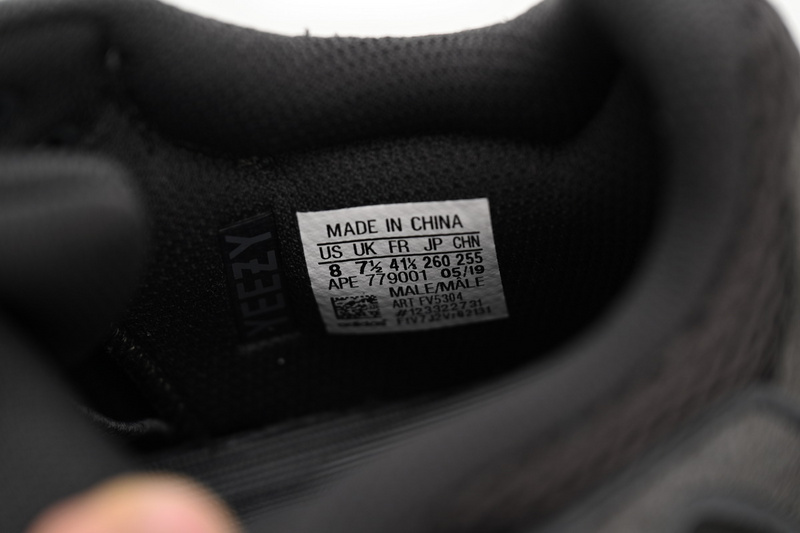 YEEZY
MADE IN CHINA
US UK FR JP CHN
8 7½ 41⅓ 260 255
APE 779001 05/19
MALE/MÂLE
ART FV5304
#123322731